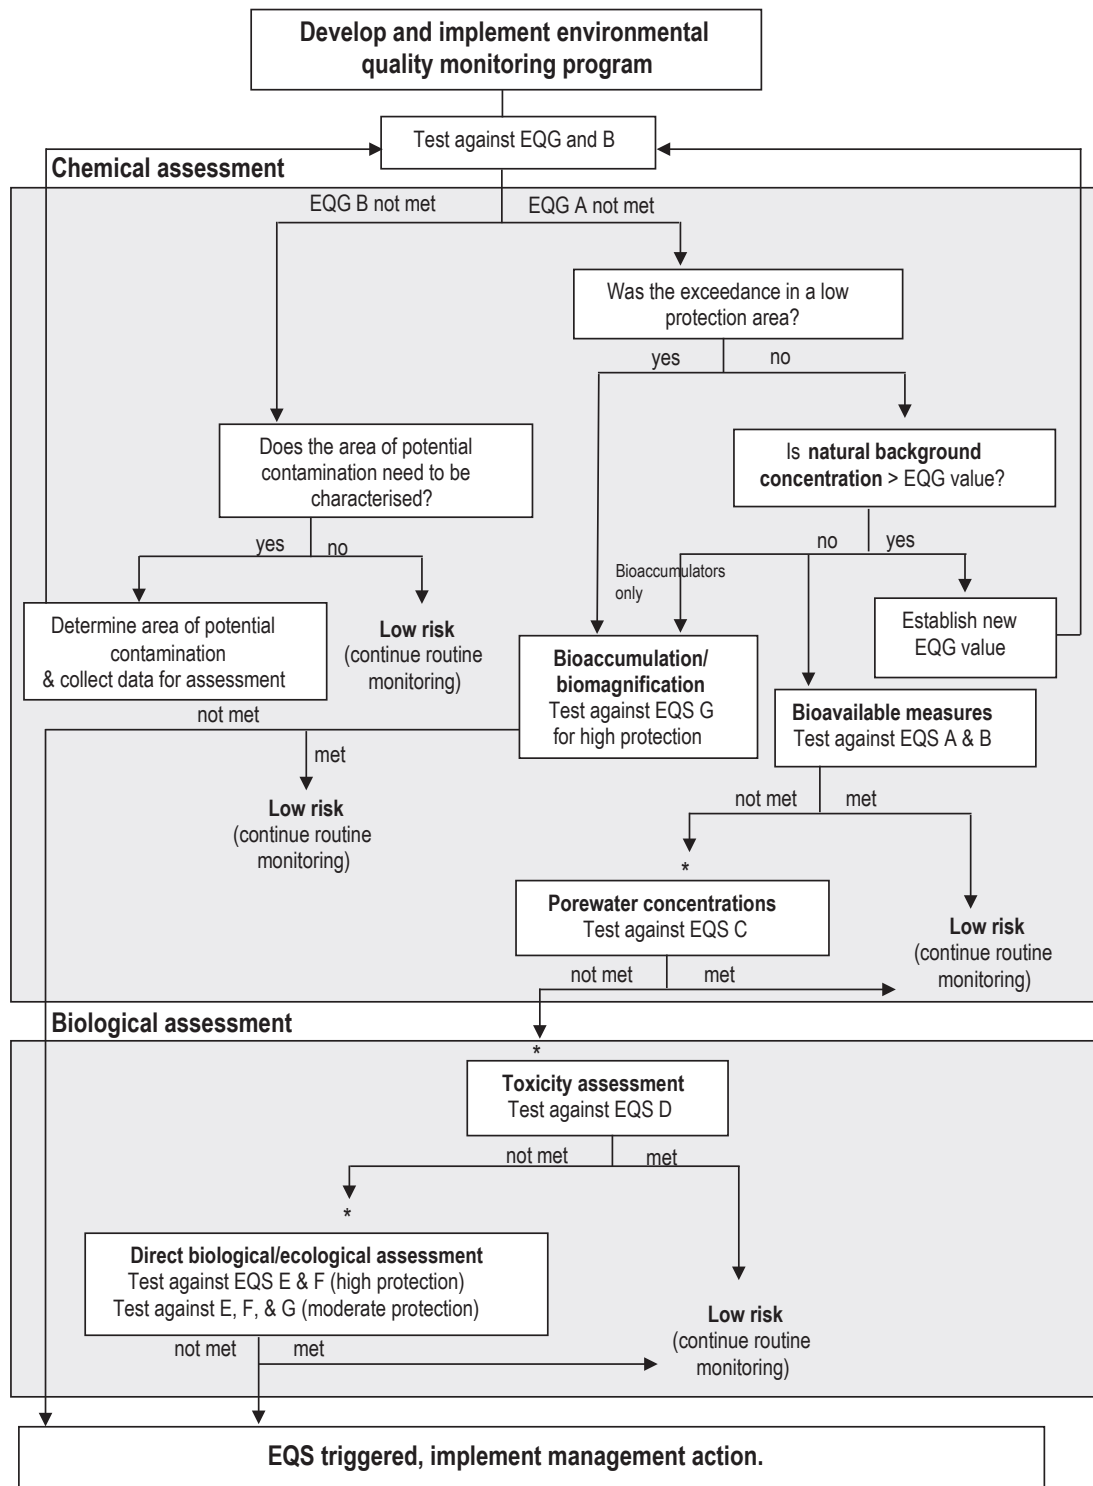 Develop and implement environmental
quality monitoring program
Test against EQG and B
Chemical assessment
EQG B not met
EQG A not met
Was the exceedance in a low
protection area?
yes
no
Does the area of potential
contamination need to be
characterised?
Is natural background
concentration > EQG value?
yes
no
no
yes
Bioaccumulators
only
Determine area of potential
contamination
& collect data for assessment
Low risk
(continue routine
monitoring)
Bioaccumulation/
biomagnification
Test against EQS G
for high protection
Establish new
EQG value
Bioavailable measures
Test against EQS A & B
not met
met
Low risk
(continue routine
monitoring)
not met
met
*
Porewater concentrations
Test against EQS C
Low risk
(continue routine
monitoring)
not met
met
Biological assessment
*
Toxicity assessment
Test against EQS D
not met
met
*
Direct biological/ecological assessment
Test against EQS E & F (high protection)
Test against E, F, & G (moderate protection)
Low risk
(continue routine
monitoring)
not met
met
EQS triggered, implement management action.